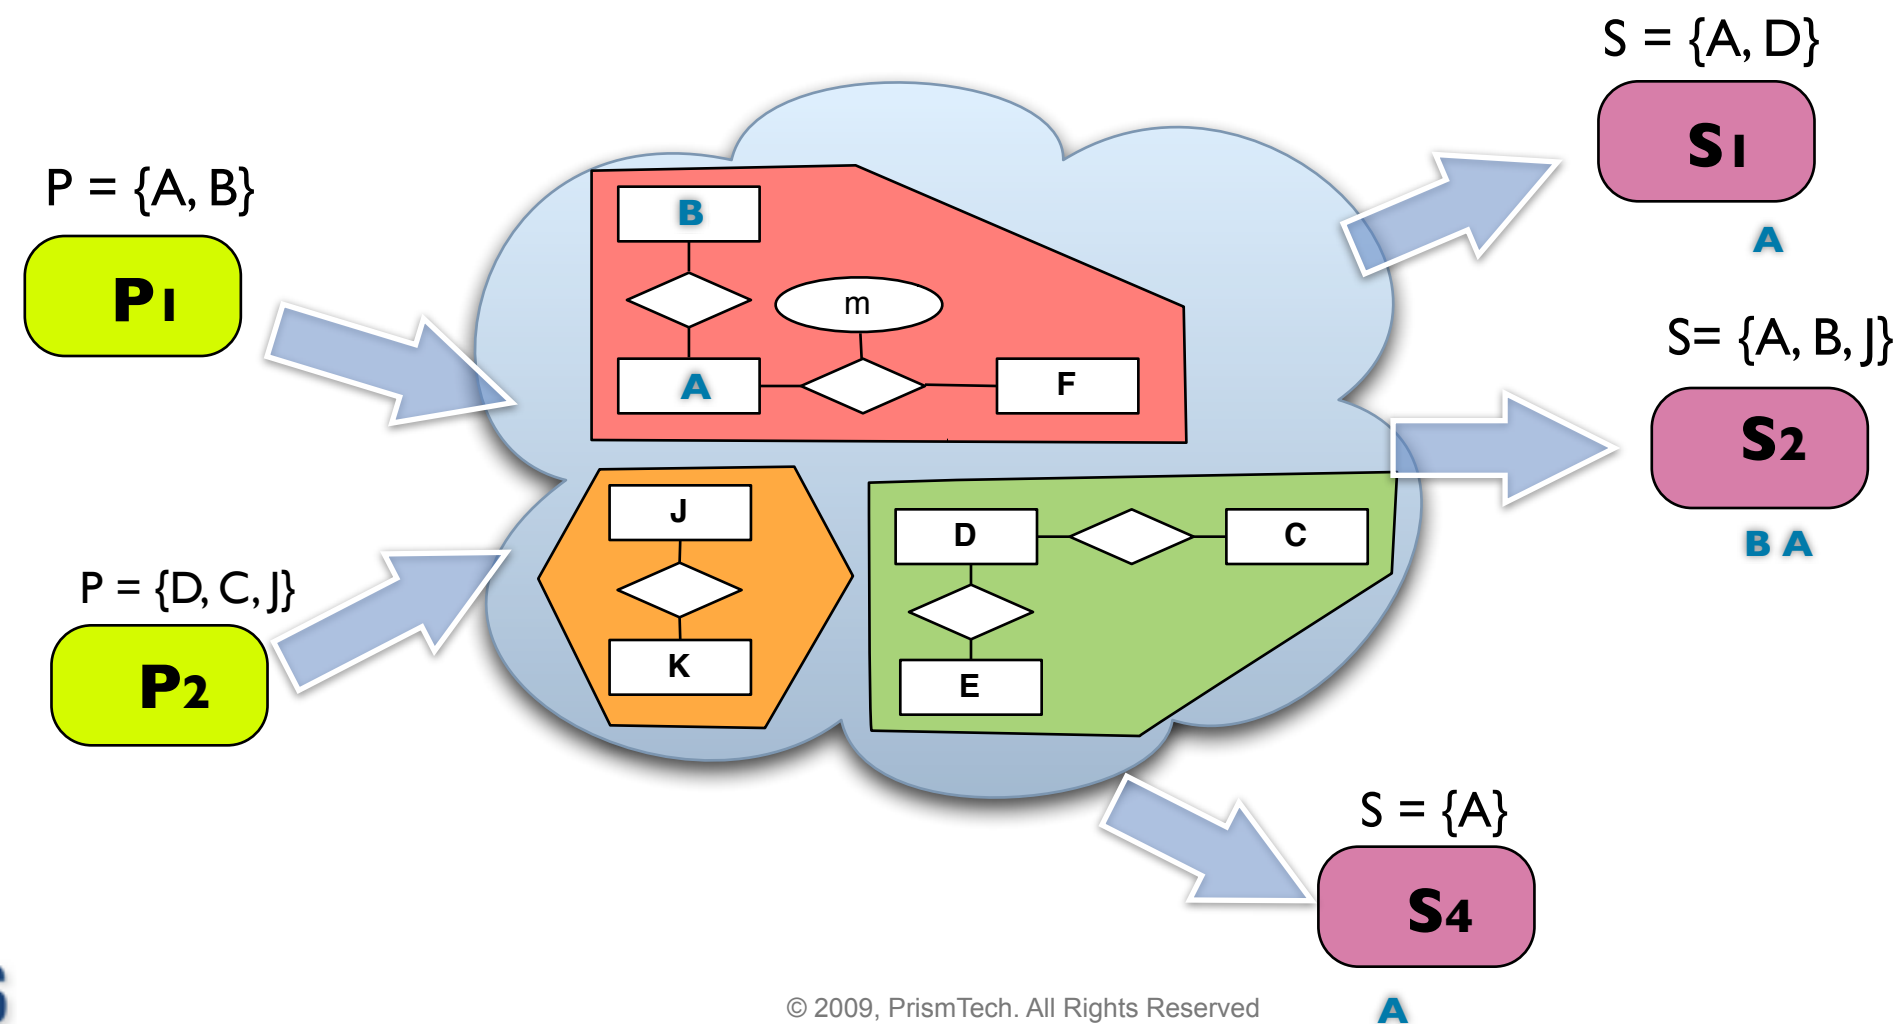 S = {A, D}
S1
A
P = {A, B}
P1
B
m
A
F
S= {A, B, J}
S2
B A
J
D
C
P = {D, C, J}
P2
K
E
S = {A}
S4
A
© 2009, PrismTech. All Rights Reserved